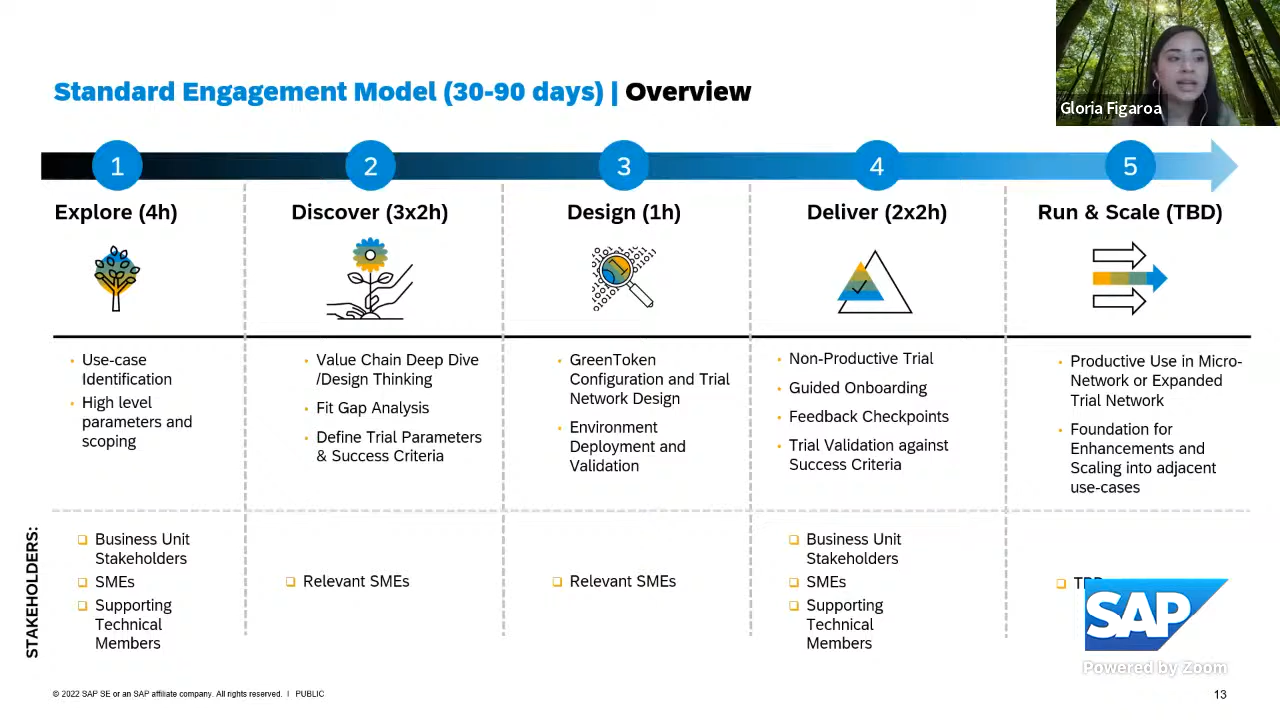 Standard Engagement Model (30-90 days) | Overview
Gloria Figaroa
1
2
3
4
5
Explore (4h)
Discover (3x2h)
Design (1h)
Deliver (2x2h)
Run & Scale (TBD)
Use-case
Identification
High level
parameters and
scoping
Value Chain Deep Dive
/Design Thinking
Fit Gap Analysis
Define Trial Parameters
& Success Criteria
GreenToken
Configuration and Trial
Network Design
Environment
Deployment and
Validation
Non-Productive Trial
Guided Onboarding
Feedback Checkpoints
Trial Validation against
Success Criteria
Productive Use in Micro-
Network or Expanded
Trial Network
Foundation for
Enhancements and
Scaling into adjacent
use-cases
STAKEHOLDERS:
Business Unit
Stakeholders
SMEs
Supporting
Technical
Members
Relevant SMEs
Relevant SMEs
Business Unit
Stakeholders
SMEs
Supporting
Technical
Members
TBD
SAP
Powered by Zoom
© 2022 SAP SE or an SAP affiliate company. All rights reserved. | PUBLIC
13